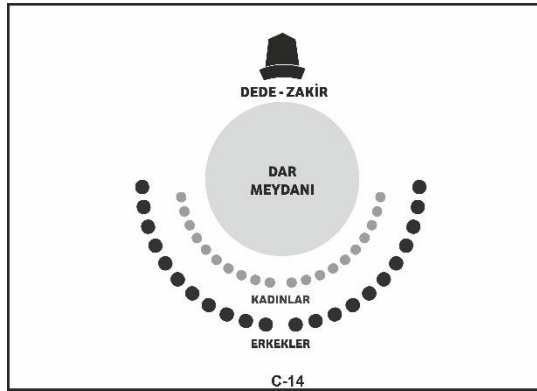 DEDE - ZAKİR
DAR
MEYDANI
KADINLAR
ERKEKLER
C-14